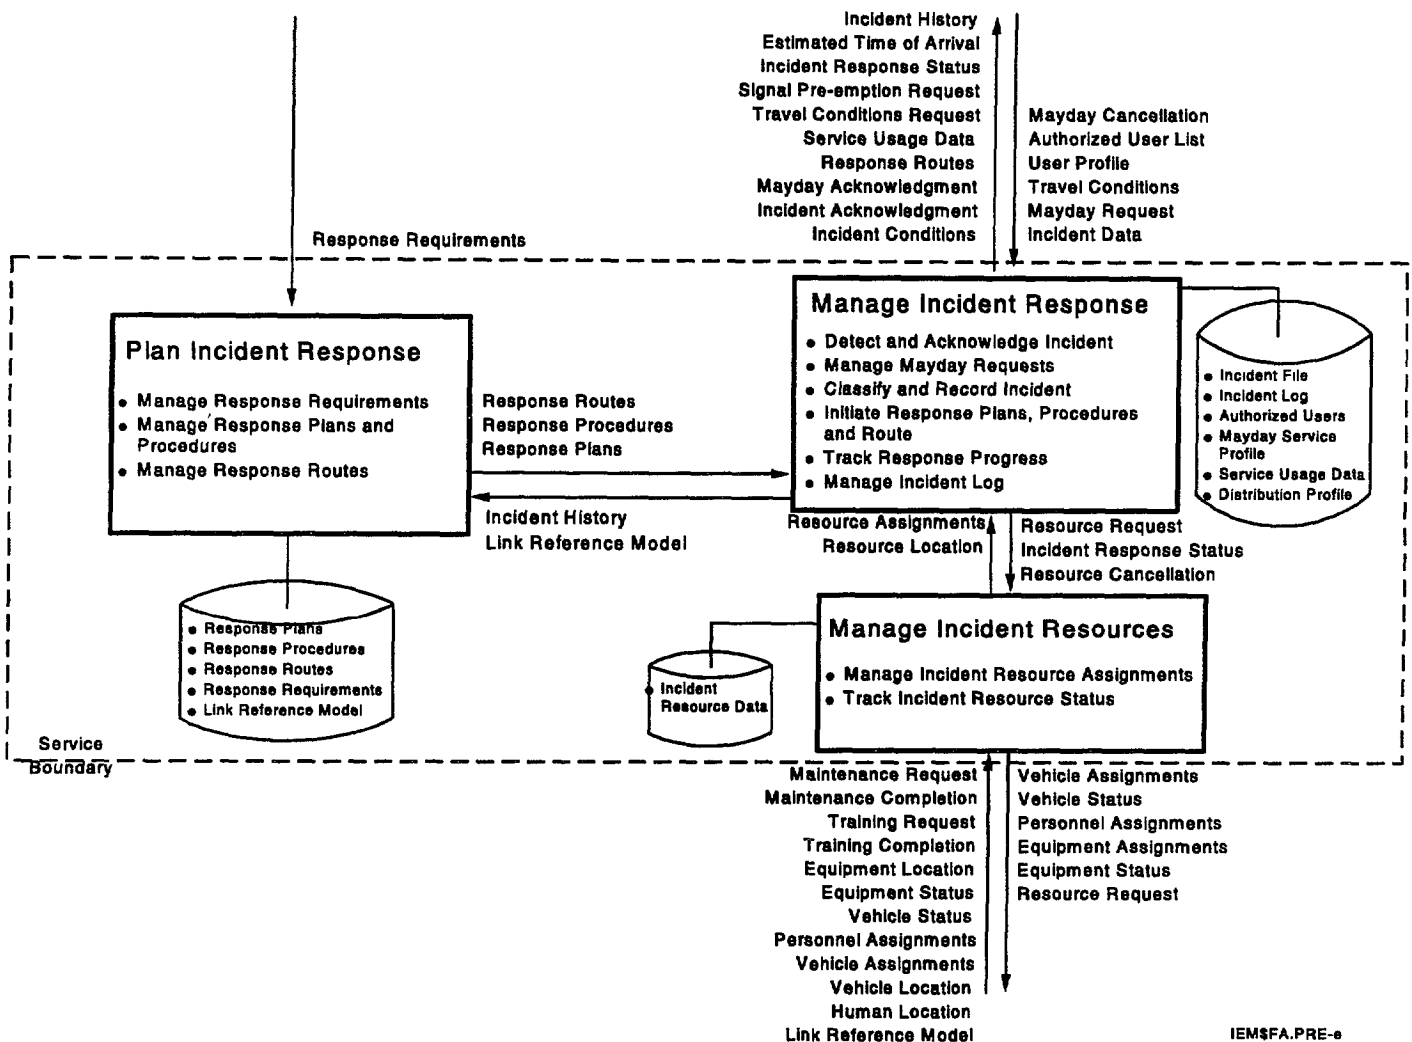 Incident History
Estimated Time of Arrival
Incident Response Status
Signal Pre-emption Request
Travel Conditions Request
Service Usage Data
Response Routes
Mayday Acknowledgment
Incident Acknowledgment
Incident Conditions
Mayday Cancellation
Authorized User List
User Profile
Travel Conditions
Mayday Request
Incident Data
Response Requirements
Plan Incident Response
• Manage Response Requirements
• Manage Response Plans and
Procedures
• Manage Response Routes
Response Routes
Response Procedures
Response Plans
Incident History
Link Reference Model
Manage Incident Response
• Detect and Acknowledge Incident
• Manage Mayday Requests
• Classify and Record Incident
• Initiate Response Plans, Procedures
and Route
• Track Response Progress
• Manage Incident Log
• Incident File
• Incident Log
• Authorized Users
• Mayday Service
Profile
• Service Usage Data
• Distribution Profile
Resource Assignments
Resource Location
Resource Request
Incident Response Status
Resource Cancellation
• Response Plans
• Response Procedures
• Response Routes
• Response Requirements
• Link Reference Model
• Incident
Resource Data
Manage Incident Resources
• Manage Incident Resource Assignments
• Track Incident Resource Status
Service
Boundary
Maintenance Request
Maintenance Completion
Training Request
Training Completion
Equipment Location
Equipment Status
Vehicle Status
Personnel Assignments
Vehicle Assignments
Vehicle Location
Human Location
Link Reference Model
Vehicle Assignments
Vehicle Status
Personnel Assignments
Equipment Assignments
Equipment Status
Resource Request
IEM$FA.PRE-e